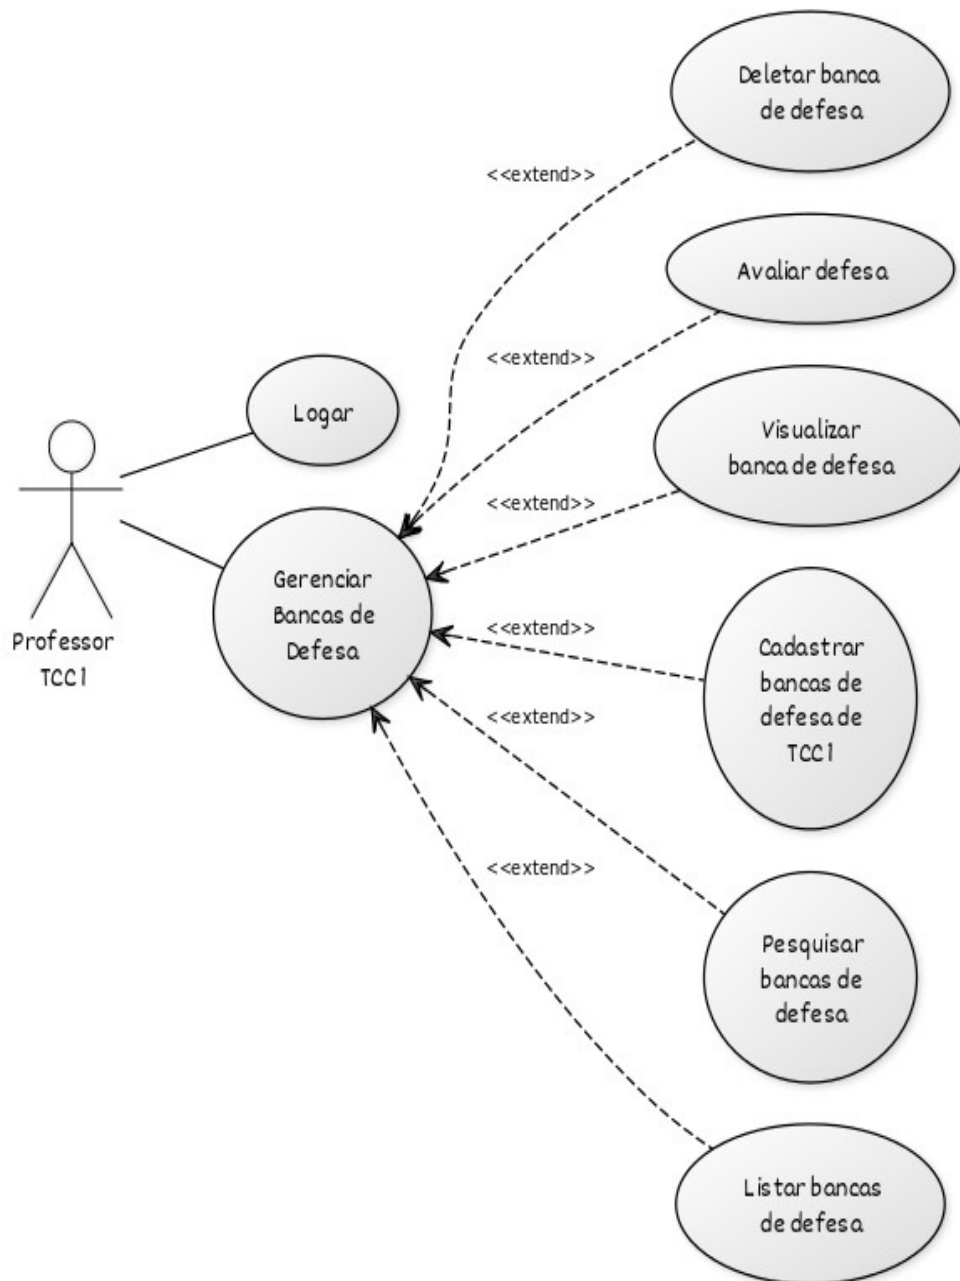 Deletar banca
de defesa
<<extend>>
Avaliar defesa
<<extend>>
Logar
Visualizar
banca de defesa
<<extend>>
Gerenciar
Bancas de
Defesa
Professor
TCC1
<<extend>>
Cadastrar
bancas de
defesa de
TCC1
<<extend>>
<<extend>>
Pesquisar
bancas de
defesa
Listar bancas
de defesa